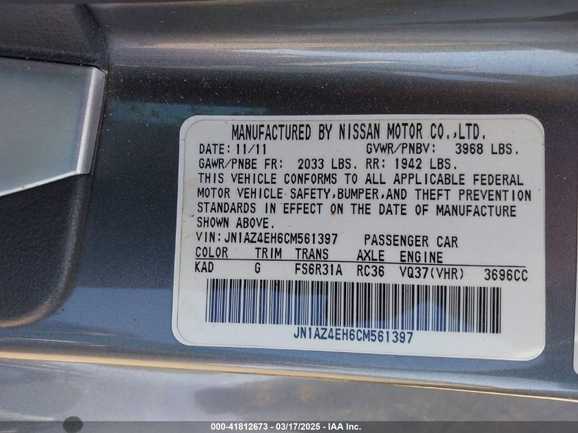 MANUFACTURED BY NISSAN MOTOR CO.,LTD.
DATE: 11/11 GVWR/PNBV: 3968 LBS.
GAWR/PNBE FR: 2033 LBS. RR: 1942 LBS.
THIS VEHICLE CONFORMS TO ALL APPLICABLE FEDERAL
MOTOR VEHICLE SAFETY,BUMPER,AND THEFT PREVENTION
STANDARDS IN EFFECT ON THE DATE OF MANUFACTURE
SHOWN ABOVE.
VIN: JN1AZ4EH6CM561397 PASSENGER CAR
COLOR TRIM TRANS AXLE ENGINE
KAD G FS6R31A RC36 VQ37(VHR) 3696CC
JN1AZ4EH6CM561397
00-41812673 - 03/17/2025 - IAA Inc.